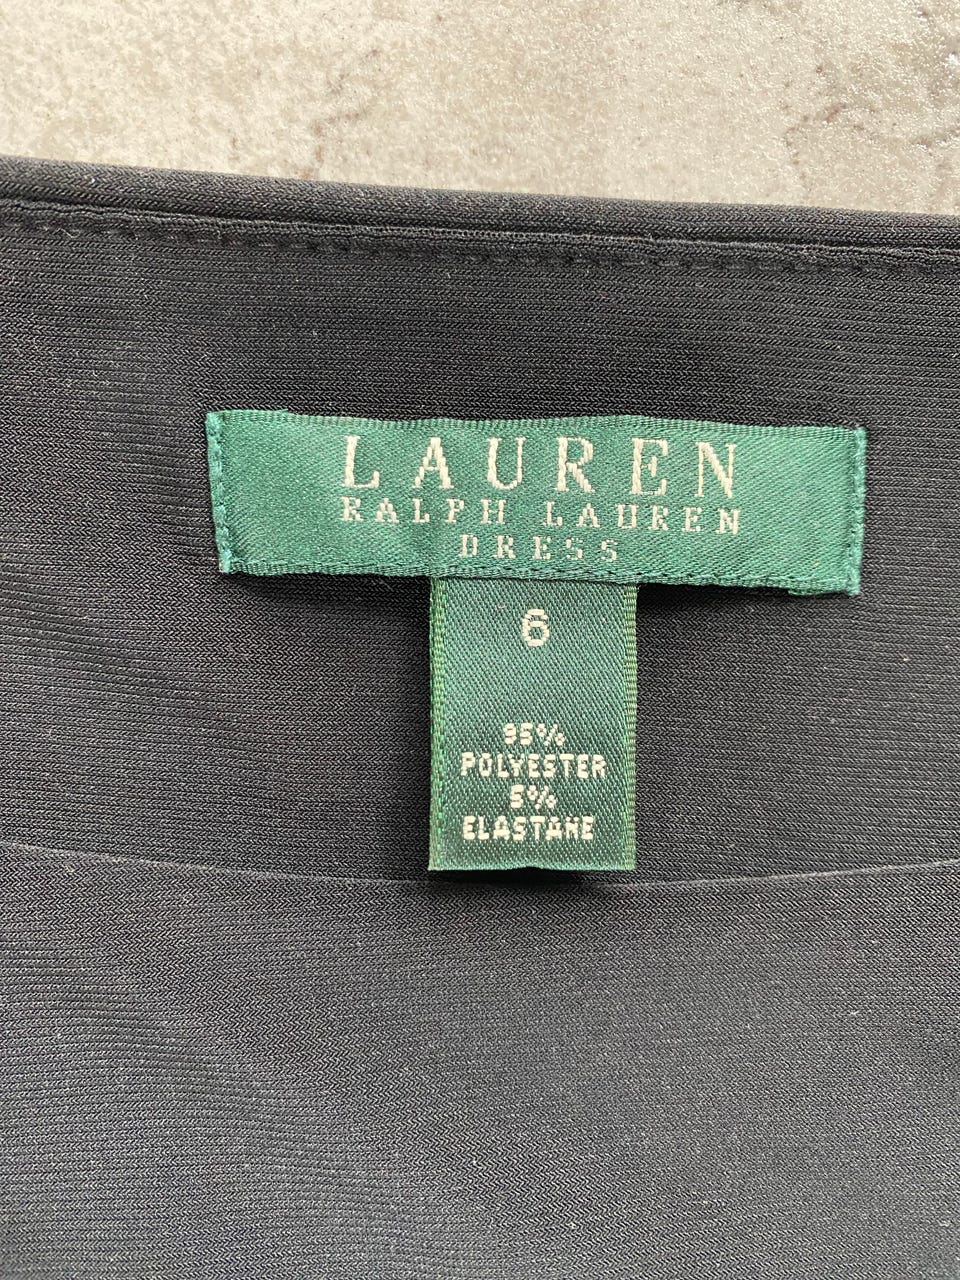 LAUREN
RALPH LAUREN
DRESS
6
95%
POLYESTER
5%
ELASTANE